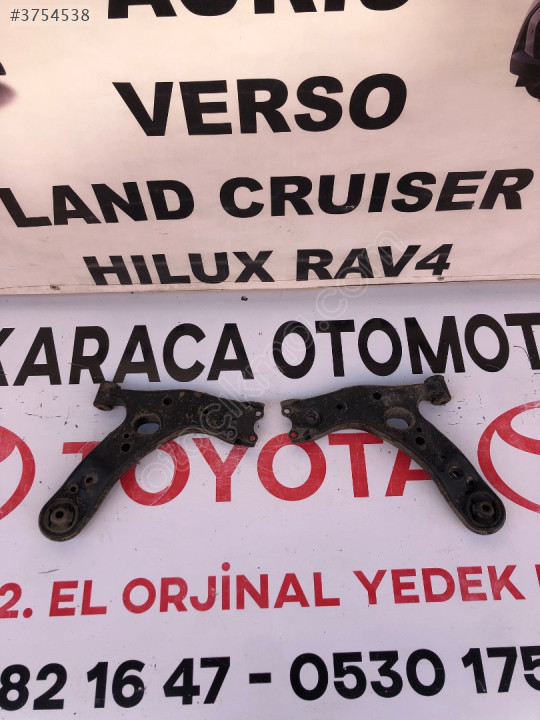 #3754538
AURIS
VERSO
LAND CRUISER
HILUX RAV4
KARACA OTOMOT
TOYOTA
2. EL ORJİNAL YEDEK
82 16 47 - 0530 175